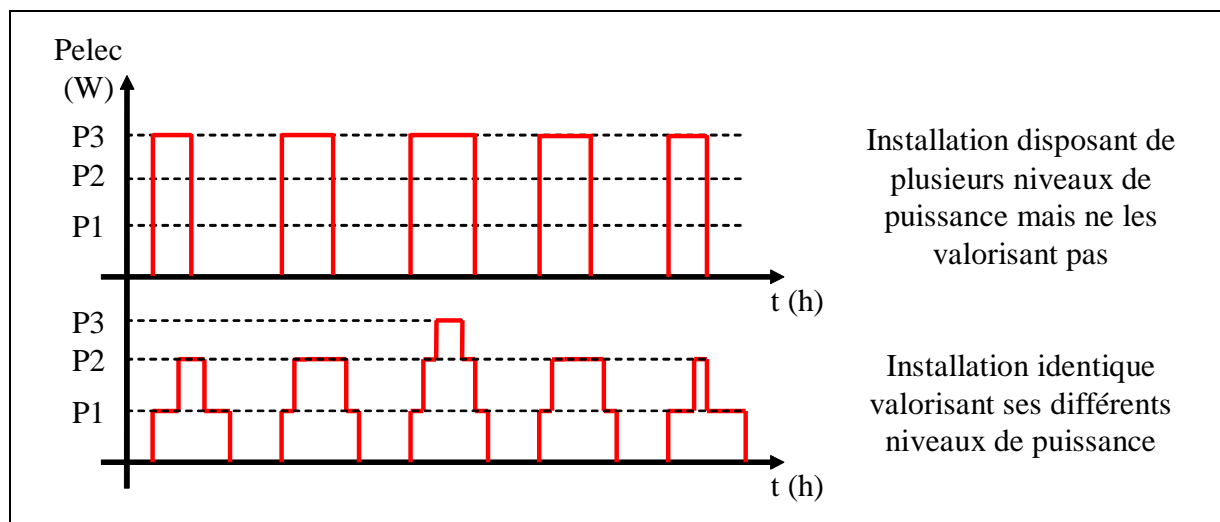 Pelec
(W)
P3
P2
P1
t (h)
Installation disposant de
plusieurs niveaux de
puissance mais ne les
valorisant pas
P3
P2
P1
t (h)
Installation identique
valorisant ses différents
niveaux de puissance